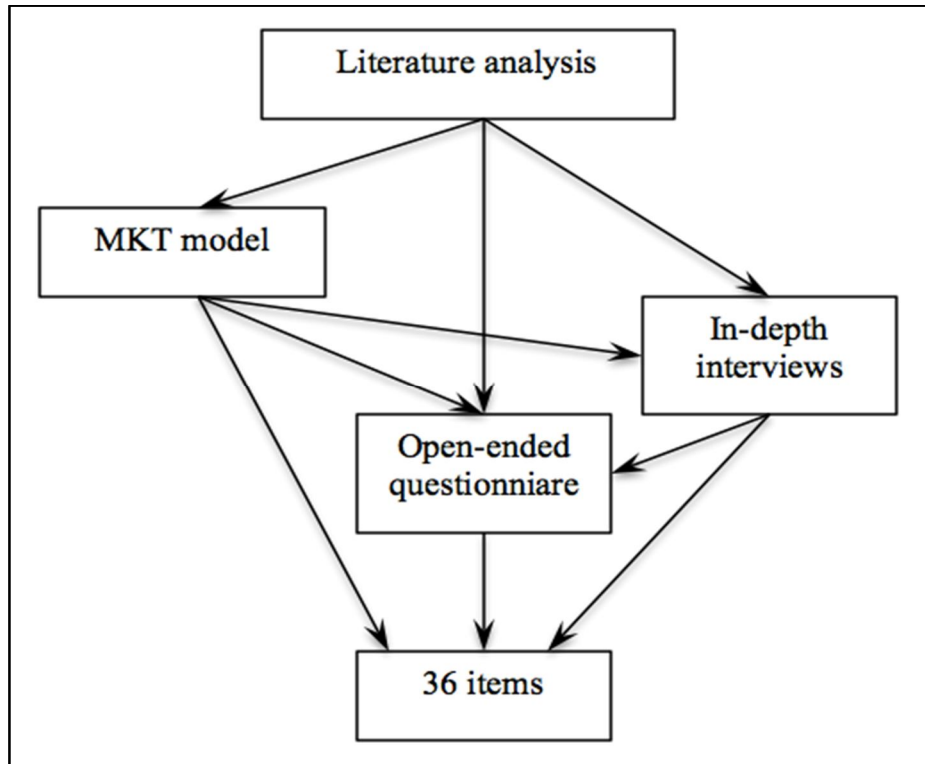 Literature analysis
MKT model
In-depth
interviews
Open-ended
questionniare
36 items